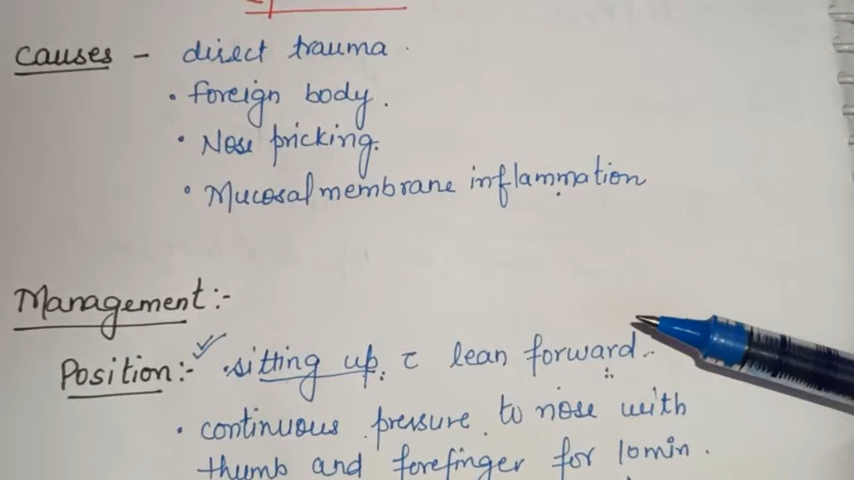 Causes - direct trauma.
• foreign body.
• Nose pricking.
• Mucosal membrane inflammation
Management:-
Position:- ✓ • sitting up. c̄ lean forward..
• continuous pressure to nose with
thumb and forefinger for 10min.